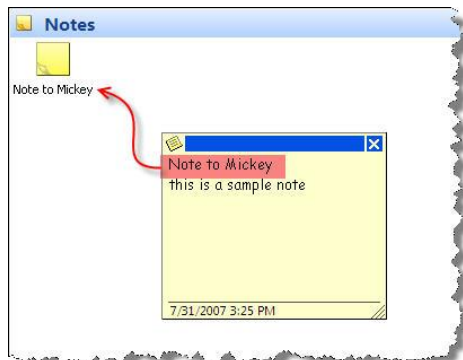 Notes
Note to Mickey
Note to Mickey
this is a sample note
7/31/2007 3:25 PM